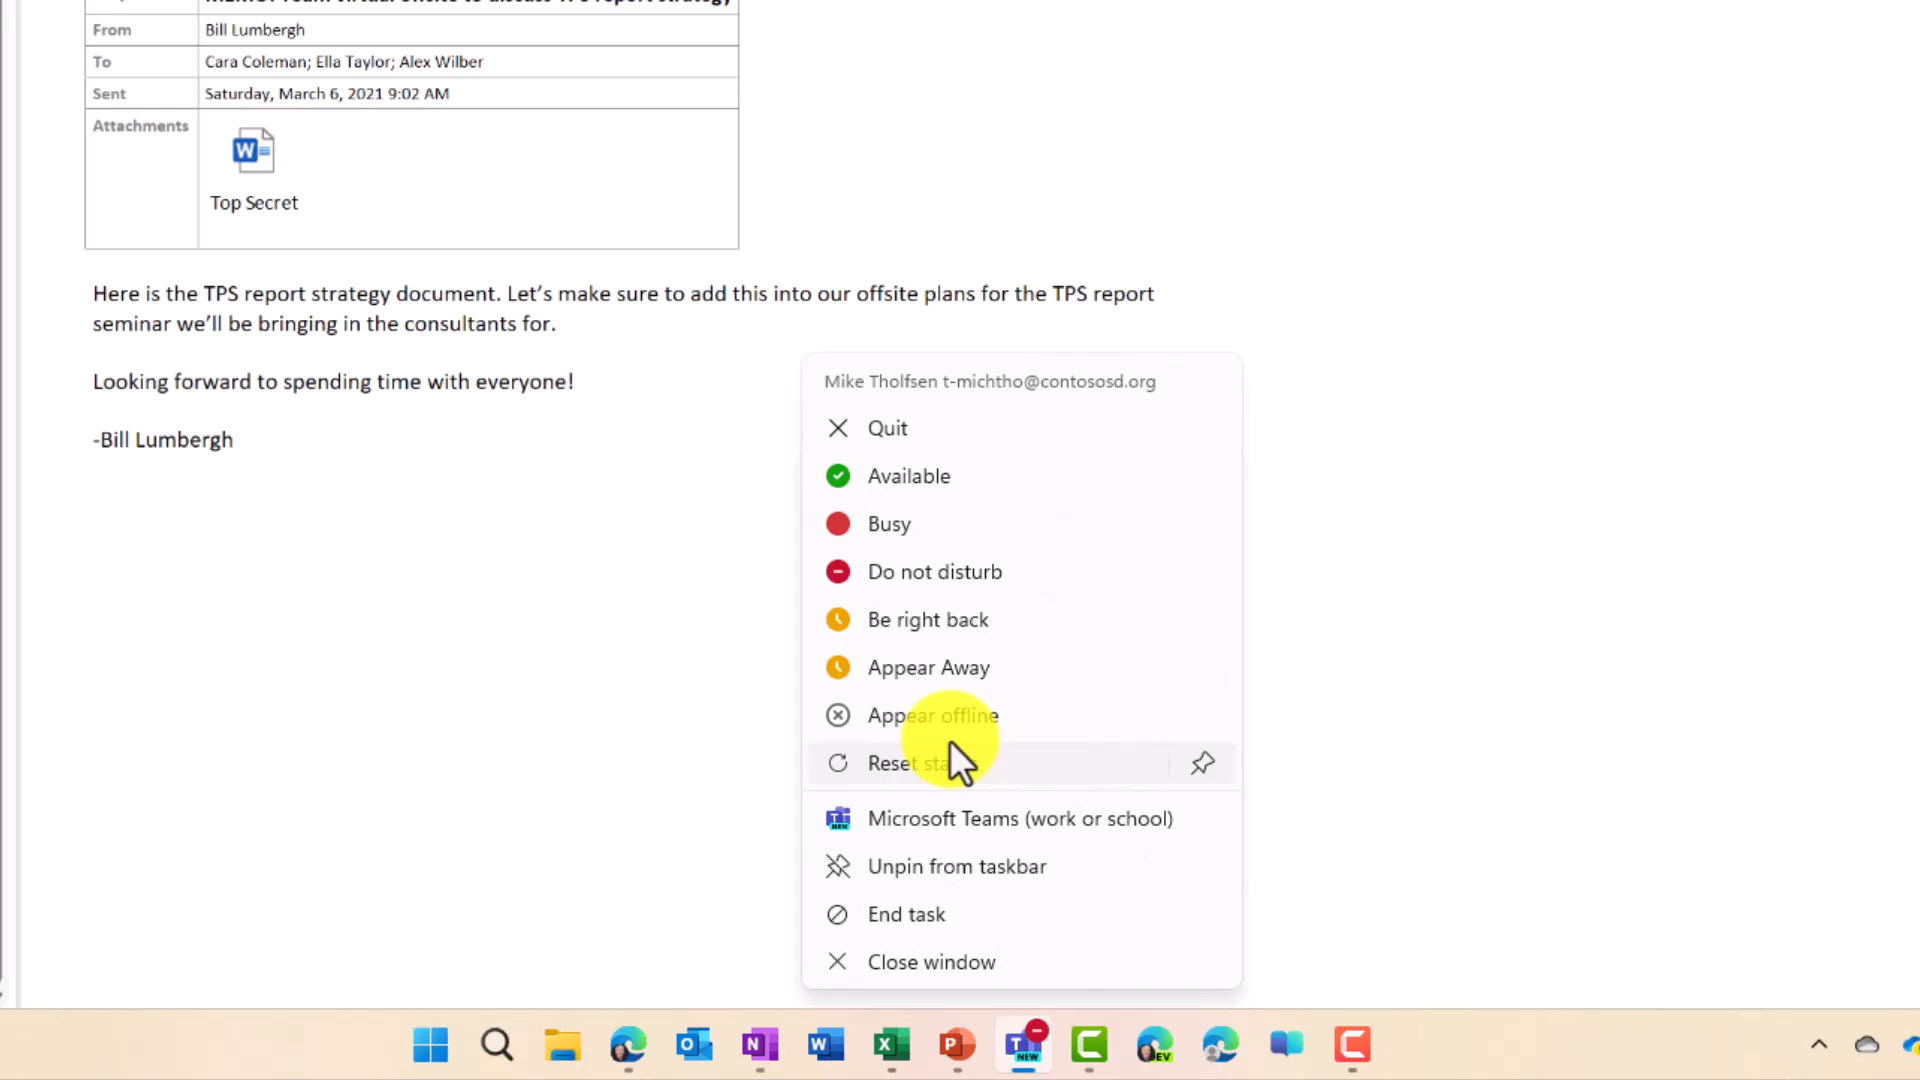 From
Bill Lumbergh
To
Cara Coleman; Ella Taylor; Alex Wilber
Sent
Saturday, March 6, 2021 9:02 AM
Attachments
W
Top Secret
Here is the TPS report strategy document. Let's make sure to add this into our offsite plans for the TPS report
seminar we'll be bringing in the consultants for.
Looking forward to spending time with everyone!
-Bill Lumbergh
Mike Tholfsen t-michtho@contososd.org
Quit
Available
Busy
Do not disturb
Be right back
Appear Away
Appear offline
Reset
Microsoft Teams (work or school)
Unpin from taskbar
End task
Close window
O
N
W
X
P
T
NEW
C
EV
C